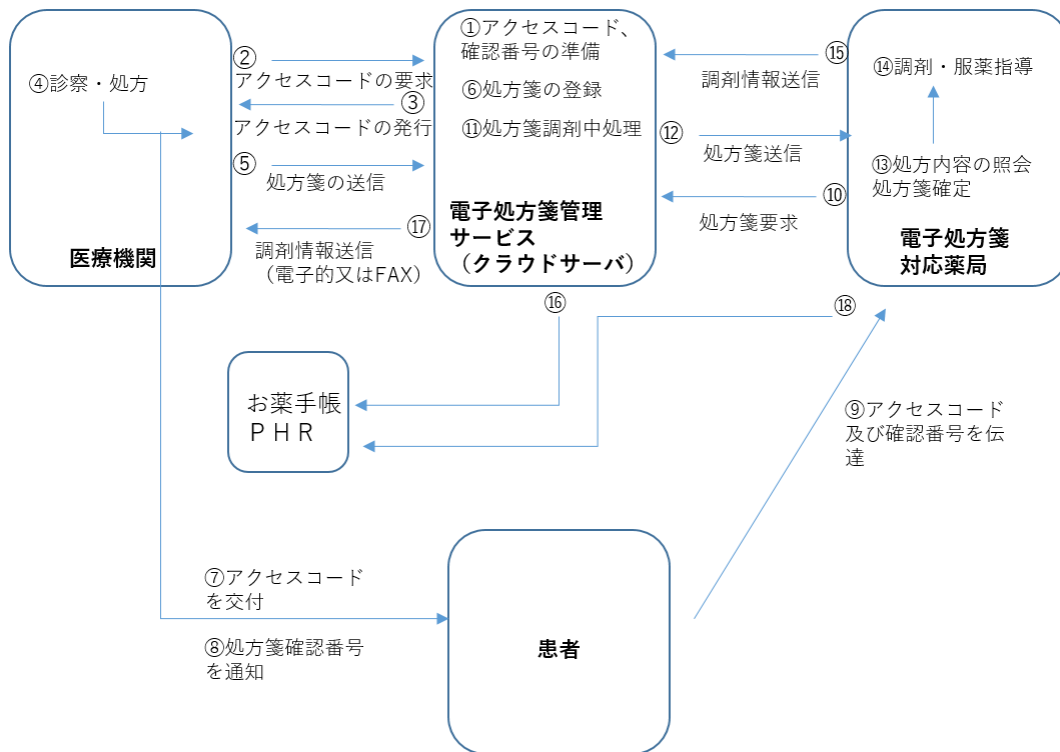 ①アクセスコード、
確認番号の準備
②
⑮
④診察・処方
アクセスコードの要求
調剤情報送信
⑭調剤・服薬指導
③
⑥処方箋の登録
アクセスコードの発行
⑪処方箋調剤中処理
⑫
⑤
処方箋送信
処方箋の送信
⑬処方内容の照会
処方箋確定
⑩
電子処方箋管理
サービス
（クラウドサーバ）
処方箋要求
⑰
医療機関
調剤情報送信
（電子的又はFAX）
電子処方箋
対応薬局
⑯
⑱
お薬手帳
ＰＨＲ
⑨アクセスコード
及び確認番号を伝
達
⑦アクセスコード
を交付
⑧処方箋確認番号
を通知
患者